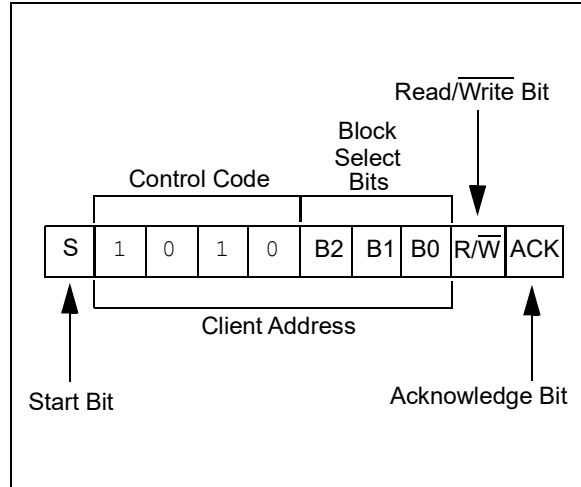 Read/Write Bit
Block
Select
Bits
Control Code
S 1 0 1 0 B2 B1 B0 R/W ACK
Client Address
Start Bit
Acknowledge Bit